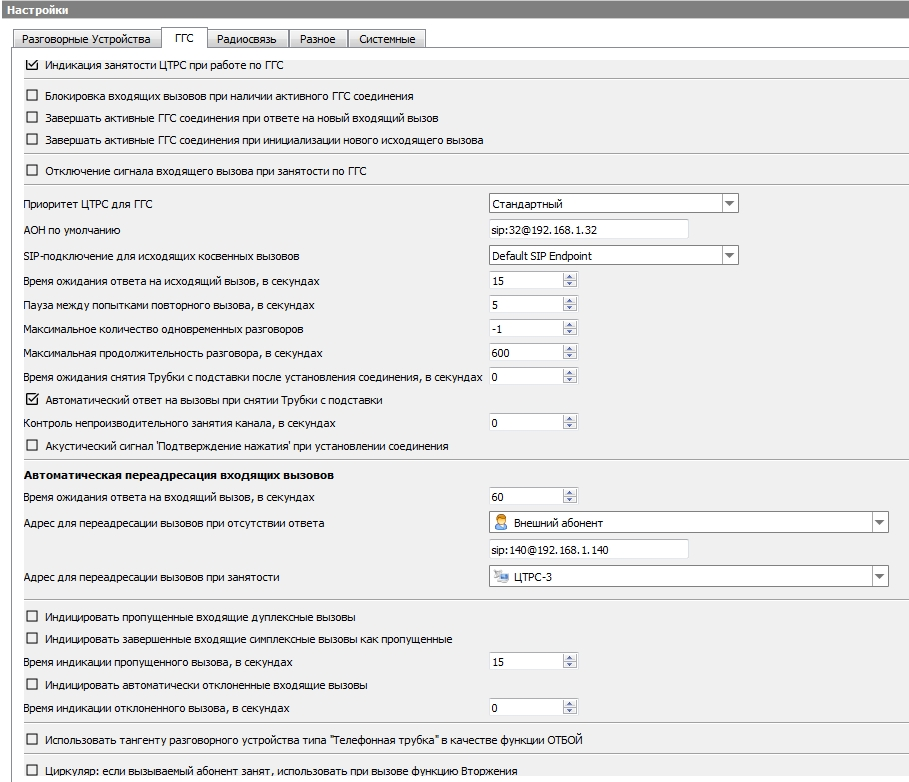 Настройки
Разговорные Устройства ГГС Радиосвязь Разное Системные
Индикация занятости ЦТРС при работе по ГГС
Блокировка входящих вызовов при наличии активного ГГС соединения
Завершать активные ГГС соединения при ответе на новый входящий вызов
Завершать активные ГГС соединения при инициализации нового исходящего вызова
Отключение сигнала входящего вызова при занятости по ГГС
Приоритет ЦТРС для ГГС Стандартный
АОН по умолчанию sip:32@192.168.1.32
SIP-подключение для исходящих косвенных вызовов Default SIP Endpoint
Время ожидания ответа на исходящий вызов, в секундах 15
Пауза между попытками повторного вызова, в секундах 5
Максимальное количество одновременных разговоров -1
Максимальная продолжительность разговора, в секундах 600
Время ожидания снятия Трубки с подставки после установления соединения, в секундах 0
Автоматический ответ на вызовы при снятии Трубки с подставки
Контроль непроизводительного занятия канала, в секундах 0
Акустический сигнал 'Подтверждение нажатия' при установлении соединения
Автоматическая переадресация входящих вызовов
Время ожидания ответа на входящий вызов, в секундах 60
Адрес для переадресации вызовов при отсутствии ответа Внешний абонент
sip:140@192.168.1.140
Адрес для переадресации вызовов при занятости ЦТРС-3
Индицировать пропущенные входящие дуплексные вызовы
Индицировать завершенные входящие симплексные вызовы как пропущенные
Время индикации пропущенного вызова, в секундах 15
Индицировать автоматически отклоненные входящие вызовы
Время индикации отклоненного вызова, в секундах 0
Использовать тангенту разговорного устройства типа "Телефонная трубка" в качестве функции ОТБОЙ
Циркуляр: если вызываемый абонент занят, использовать при вызове функцию Вторжения